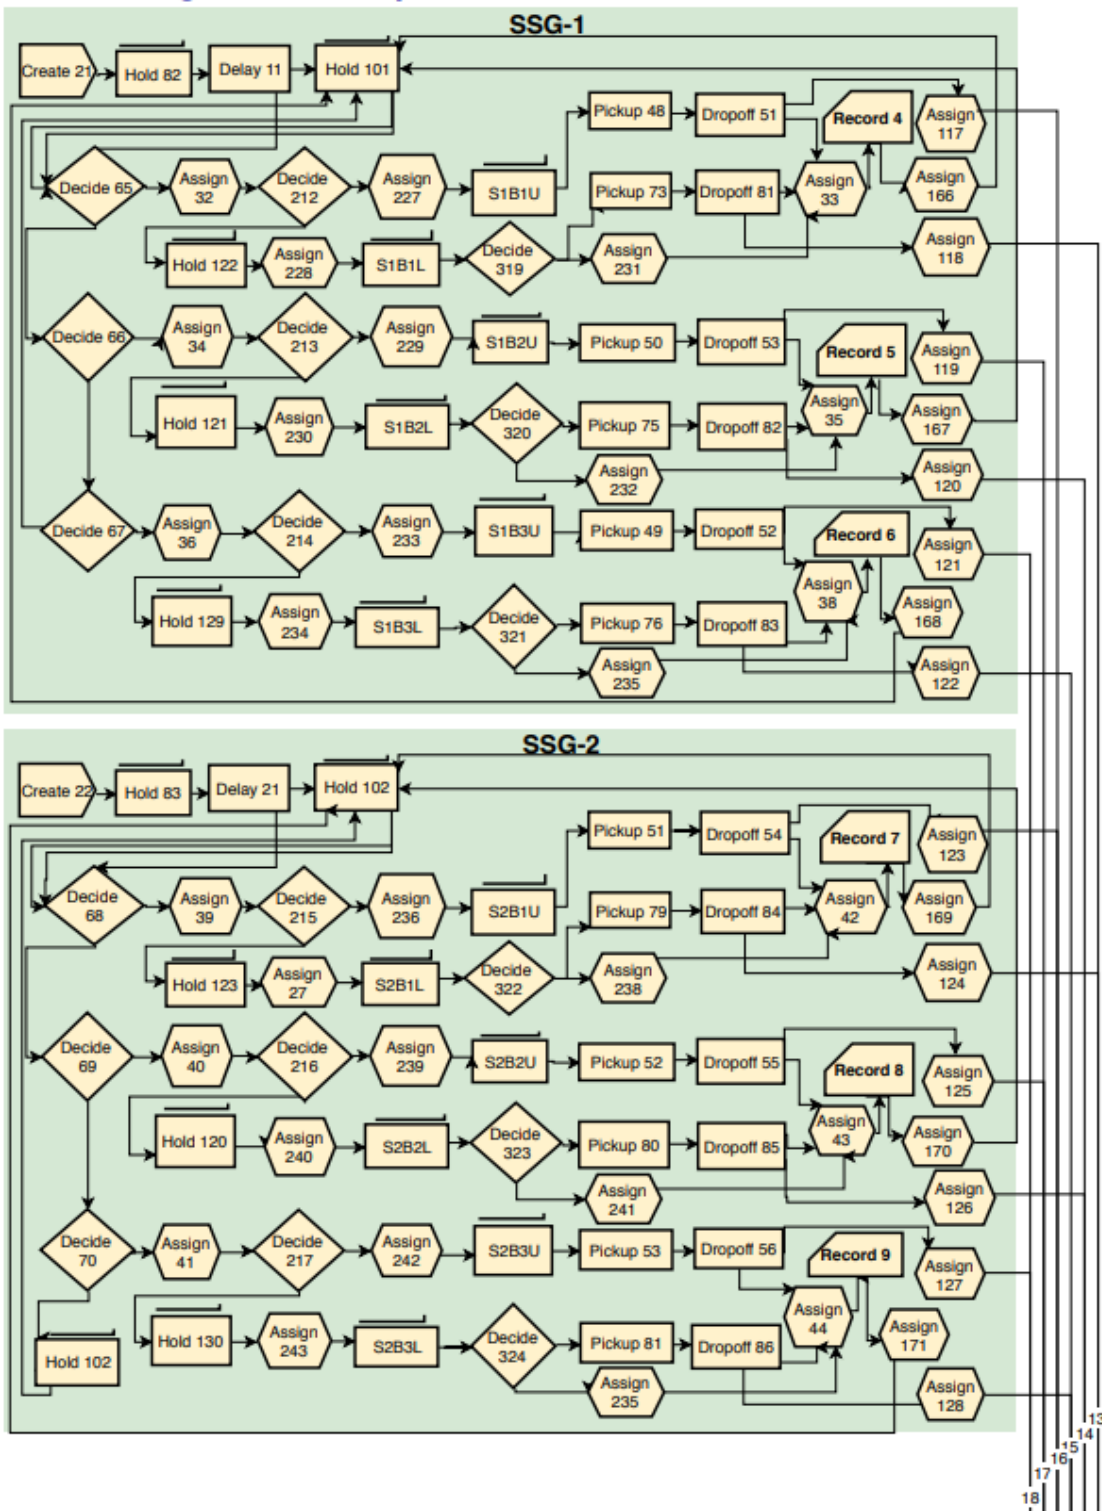 SSG-1
Create 21
Hold 82
Delay 11
Hold 101
Pickup 48
Dropoff 51
Record 4
Assign
117
Decide 65
Assign
32
Decide
212
Assign
227
S1B1U
Pickup 73
Dropoff 81
Assign
33
Assign
166
Hold 122
Assign
228
S1B1L
Decide
319
Assign
231
Assign
118
Decide 66
Assign
34
Decide
213
Assign
229
S1B2U
Pickup 50
Dropoff 53
Record 5
Assign
119
Hold 121
Assign
230
S1B2L
Decide
320
Pickup 75
Dropoff 82
Assign
35
Assign
167
Assign
232
Assign
120
Decide 67
Assign
36
Decide
214
Assign
233
S1B3U
Pickup 49
Dropoff 52
Record 6
Assign
121
Hold 129
Assign
234
S1B3L
Decide
321
Pickup 76
Dropoff 83
Assign
38
Assign
168
Assign
235
Assign
122
SSG-2
Create 22
Hold 83
Delay 21
Hold 102
Pickup 51
Dropoff 54
Record 7
Assign
123
Decide
68
Assign
39
Decide
215
Assign
236
S2B1U
Pickup 79
Dropoff 84
Assign
42
Assign
169
Hold 123
Assign
27
S2B1L
Decide
322
Assign
238
Assign
124
Decide
69
Assign
40
Decide
216
Assign
239
S2B2U
Pickup 52
Dropoff 55
Record 8
Assign
125
Hold 120
Assign
240
S2B2L
Decide
323
Pickup 80
Dropoff 85
Assign
43
Assign
170
Assign
241
Assign
126
Decide
70
Assign
41
Decide
217
Assign
242
S2B3U
Pickup 53
Dropoff 56
Record 9
Assign
127
Hold 102
Hold 130
Assign
243
S2B3L
Decide
324
Pickup 81
Dropoff 86
Assign
44
Assign
171
Assign
235
Assign
128
13
14
15
16
17
18